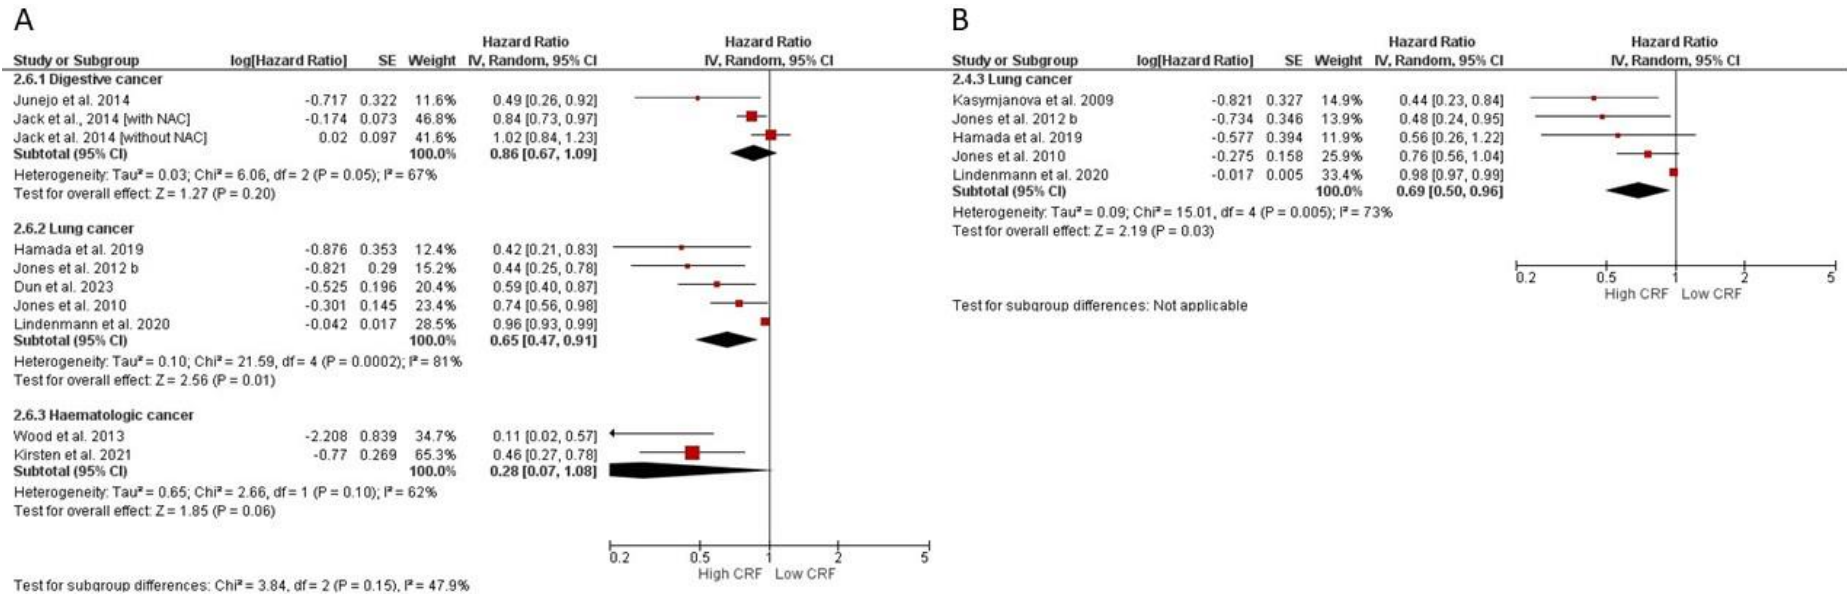 A
Hazard Ratio Hazard Ratio
Study or Subgroup log[Hazard Ratio] SE Weight IV, Random, 95% CI IV, Random, 95% CI
2.6.1 Digestive cancer
Junejo et al. 2014 -0.717 0.322 11.6% 0.49 [0.26, 0.92]
Jack et al., 2014 [with NAC] -0.174 0.073 46.8% 0.84 [0.73, 0.97]
Jack et al. 2014 [without NAC] 0.02 0.097 41.6% 1.02 [0.84, 1.23]
Subtotal (95% CI) 100.0% 0.86 [0.67, 1.09]
Heterogeneity: Tau² = 0.03; Chi² = 6.06, df = 2 (P = 0.05); I² = 67%
Test for overall effect: Z = 1.27 (P = 0.20)
2.6.2 Lung cancer
Hamada et al. 2019 -0.876 0.353 12.4% 0.42 [0.21, 0.83]
Jones et al. 2012 b -0.821 0.29 15.2% 0.44 [0.25, 0.78]
Dun et al. 2023 -0.525 0.196 20.4% 0.59 [0.40, 0.87]
Jones et al. 2010 -0.301 0.145 23.4% 0.74 [0.56, 0.98]
Lindenmann et al. 2020 -0.042 0.017 28.5% 0.96 [0.93, 0.99]
Subtotal (95% CI) 100.0% 0.65 [0.47, 0.91]
Heterogeneity: Tau² = 0.10; Chi² = 21.59, df = 4 (P = 0.0002); I² = 81%
Test for overall effect: Z = 2.56 (P = 0.01)
2.6.3 Haematologic cancer
Wood et al. 2013 -2.208 0.839 34.7% 0.11 [0.02, 0.57]
Kirsten et al. 2021 -0.77 0.269 65.3% 0.46 [0.27, 0.78]
Subtotal (95% CI) 100.0% 0.28 [0.07, 1.08]
Heterogeneity: Tau² = 0.65; Chi² = 2.66, df = 1 (P = 0.10); I² = 62%
Test for overall effect: Z = 1.85 (P = 0.06)
0.2 0.5 1 2 5
High CRF Low CRF
Test for subgroup differences: Chi² = 3.84, df = 2 (P = 0.15), I² = 47.9%
B
Hazard Ratio Hazard Ratio
Study or Subgroup log[Hazard Ratio] SE Weight IV, Random, 95% CI IV, Random, 95% CI
2.4.3 Lung cancer
Kasymjanova et al. 2009 -0.821 0.327 14.9% 0.44 [0.23, 0.84]
Jones et al. 2012 b -0.734 0.346 13.9% 0.48 [0.24, 0.95]
Hamada et al. 2019 -0.577 0.394 11.9% 0.56 [0.26, 1.22]
Jones et al. 2010 -0.275 0.158 25.9% 0.76 [0.56, 1.04]
Lindenmann et al. 2020 -0.017 0.005 33.4% 0.98 [0.97, 0.99]
Subtotal (95% CI) 100.0% 0.69 [0.50, 0.96]
Heterogeneity: Tau² = 0.09; Chi² = 15.01, df = 4 (P = 0.005); I² = 73%
Test for overall effect: Z = 2.19 (P = 0.03)
0.2 0.5 1 2 5
High CRF Low CRF
Test for subgroup differences: Not applicable